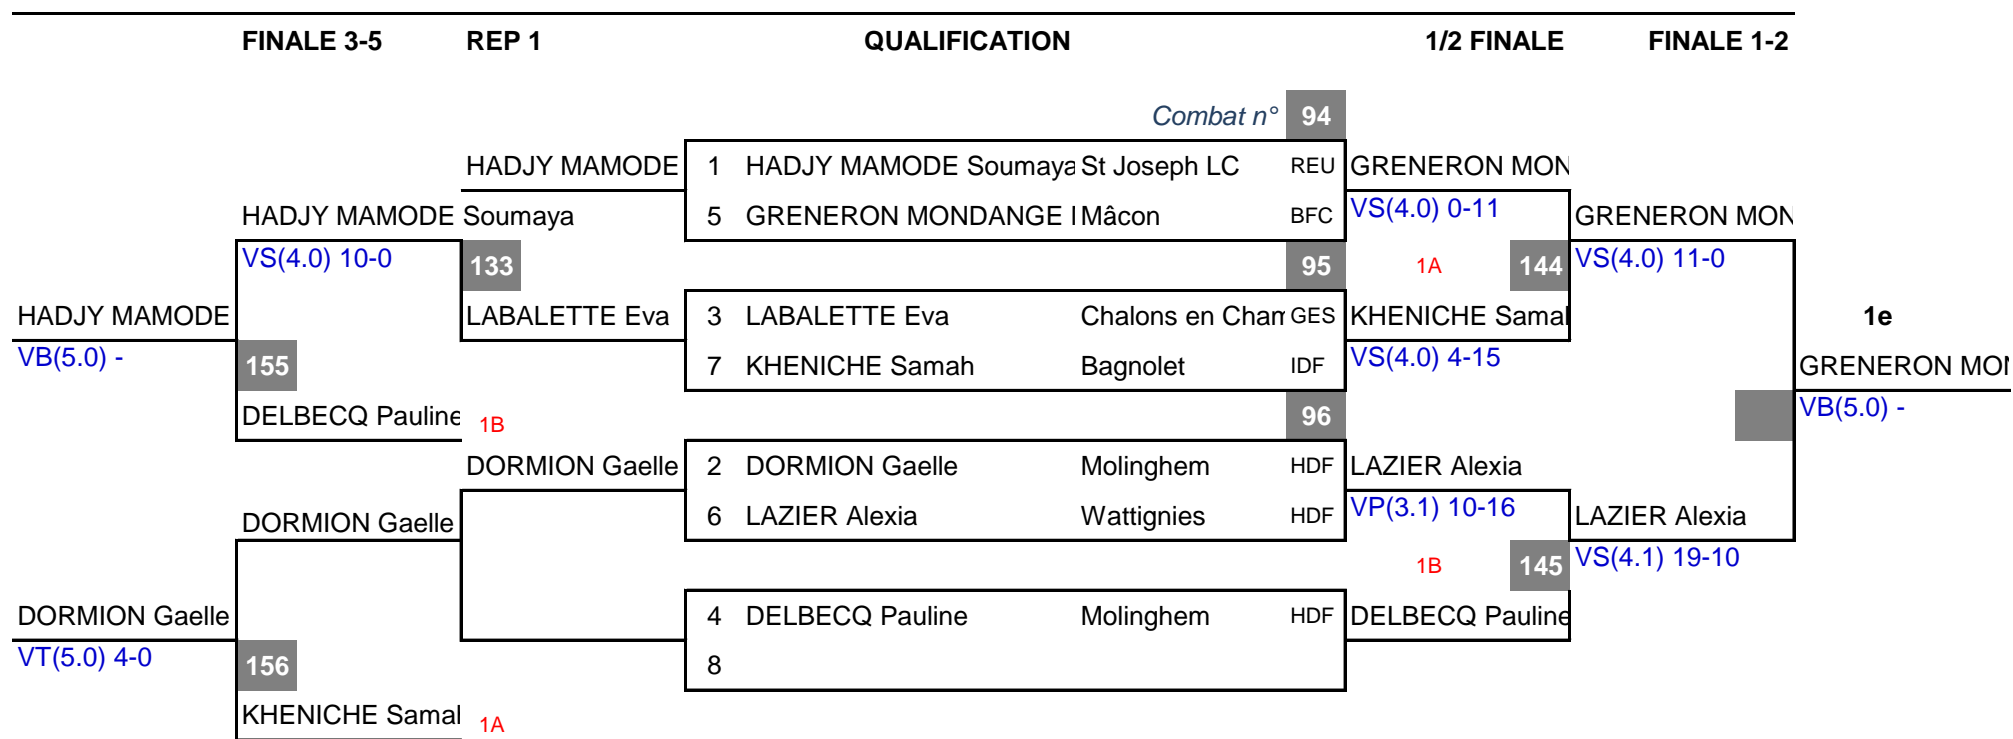 FINALE 3-5 REP 1 QUALIFICATION 1/2 FINALE FINALE 1-2
Combat n° 94
HADJY MAMODE 1 HADJY MAMODE Soumaya St Joseph LC REU GRENERON MON
HADJY MAMODE Soumaya 5 GRENERON MONDANGE Mâcon BFC VS(4.0) 0-11 GRENERON MON
VS(4.0) 10-0 133 95 1A 144 VS(4.0) 11-0
HADJY MAMODE LABALETTE Eva 3 LABALETTE Eva Chalons en Cham GES KHENICHE Samah 1e
VB(5.0) - 155 7 KHENICHE Samah Bagnolet IDF VS(4.0) 4-15 GRENERON MON
DELBECQ Pauline 1B 96 VB(5.0) -
DORMION Gaelle 2 DORMION Gaelle Molinghem HDF LAZIER Alexia
DORMION Gaelle 6 LAZIER Alexia Wattignies HDF VP(3.1) 10-16 LAZIER Alexia
1B 145 VS(4.1) 19-10
DORMION Gaelle 4 DELBECQ Pauline Molinghem HDF DELBECQ Pauline
VT(5.0) 4-0 156 8
KHENICHE Samah 1A